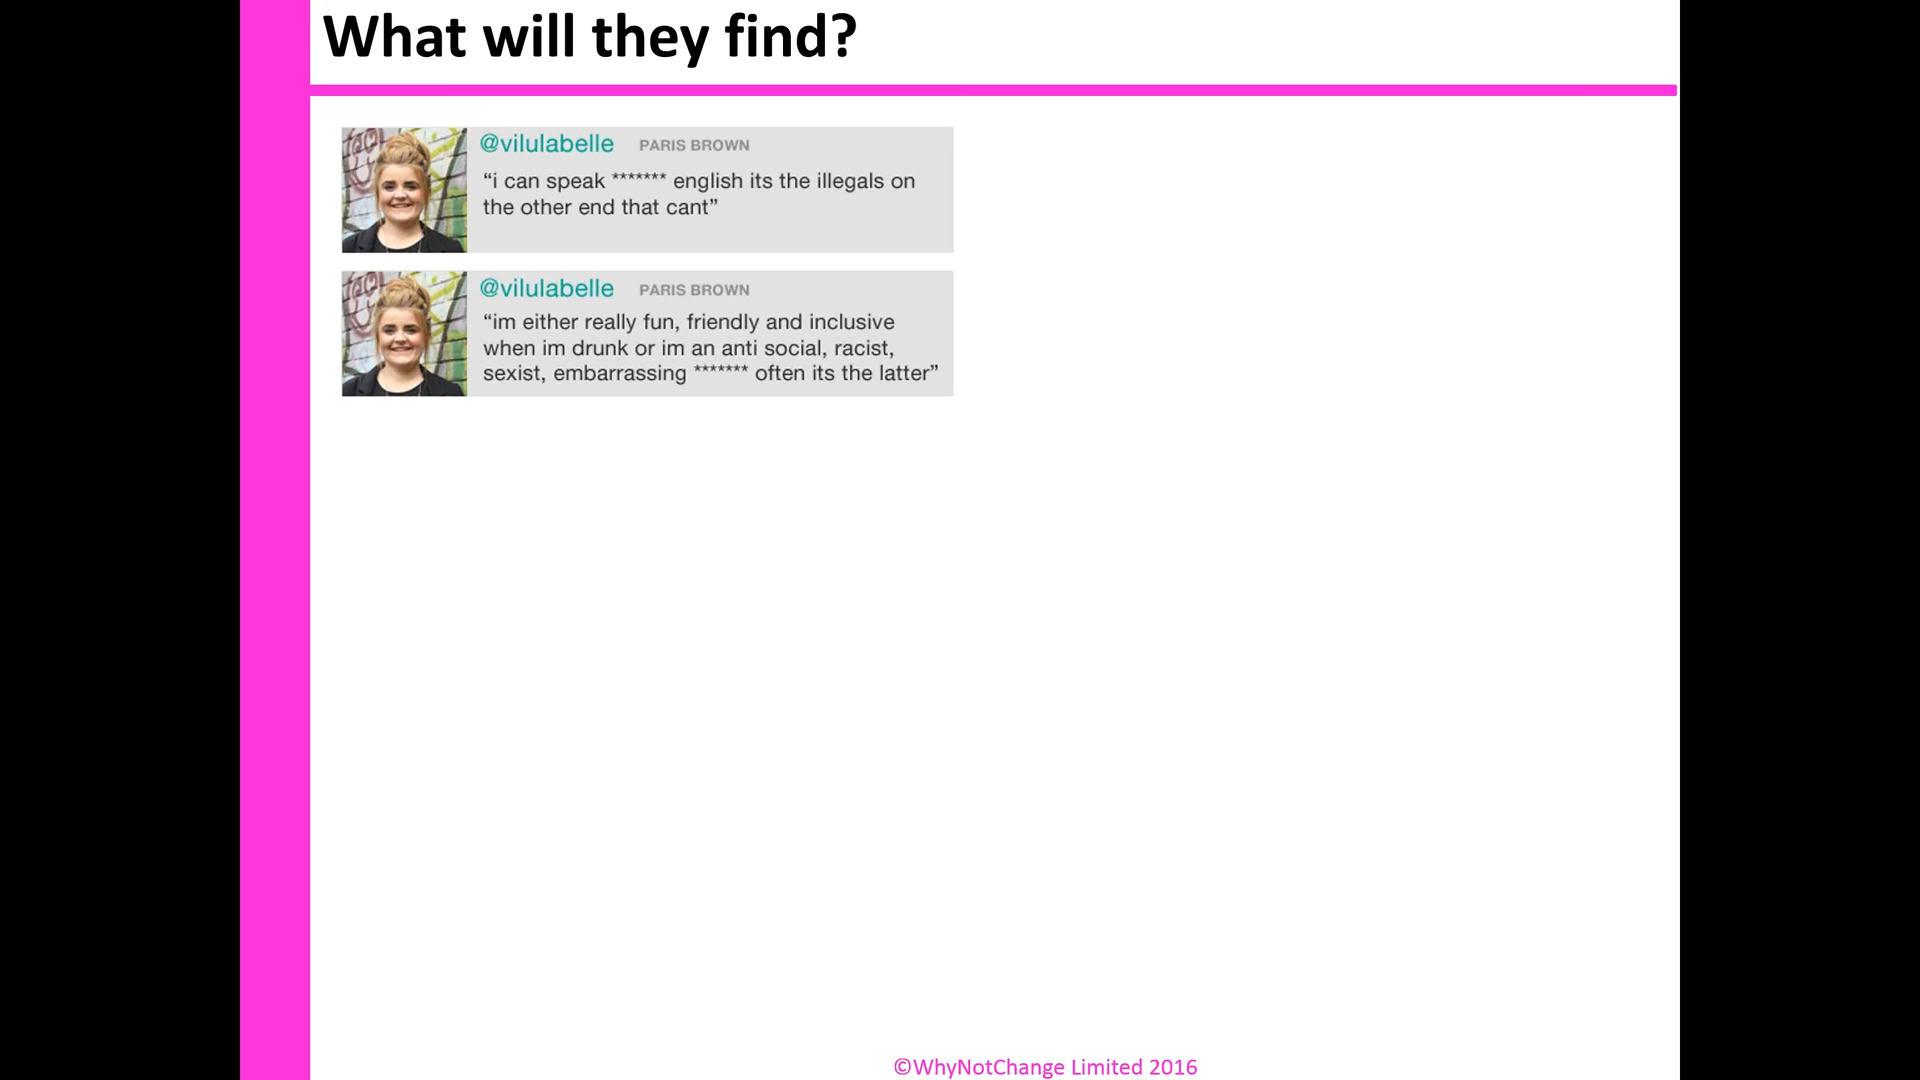 What will they find?
@vilulabelle PARIS BROWN
“i can speak ******* english its the illegals on
the other end that cant”
@vilulabelle PARIS BROWN
“im either really fun, friendly and inclusive
when im drunk or im an anti social, racist,
sexist, embarrassing ******* often its the latter”
©WhyNotChange Limited 2016